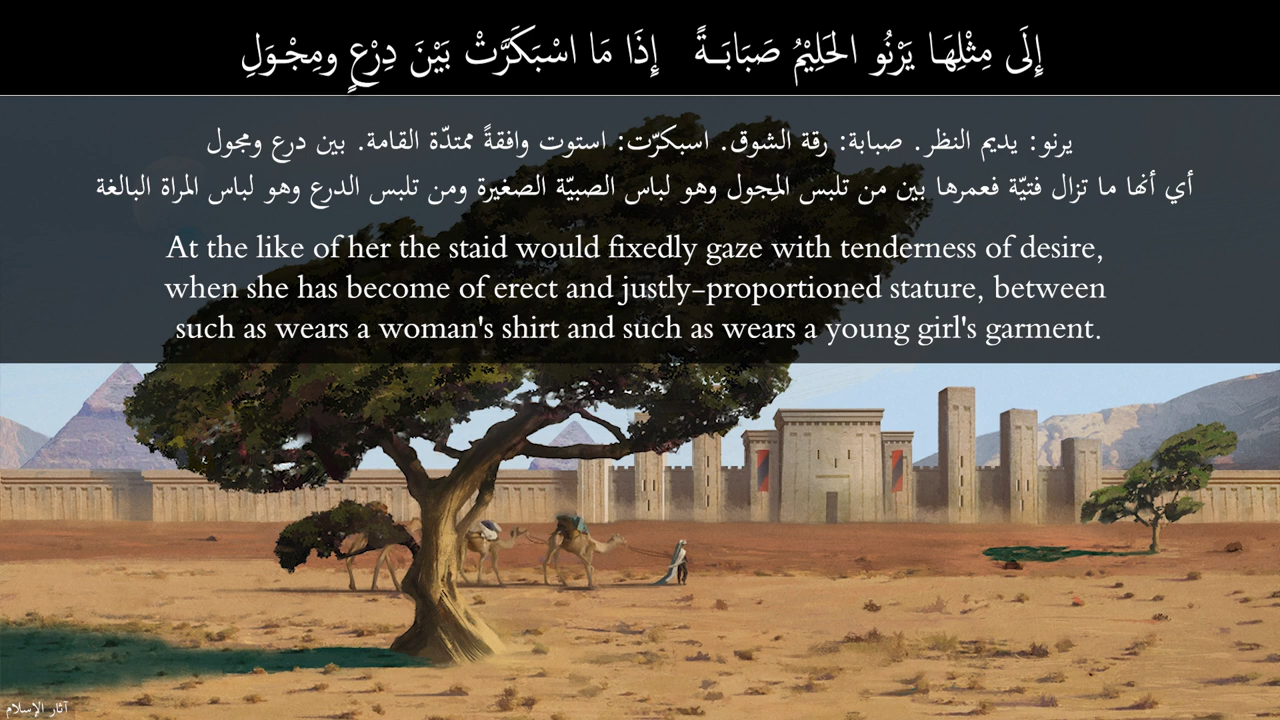 إِلَى مِثْلِهَا يَرْنُو الحَلِيْمُ صَبَابَـةً إِذَا مَا اسْبَكَرَّتْ بَيْنَ دِرْعٍ ومِجْوَلِ
يرنو: يديم النظر. صبابة: رقة الشوق. اسبكرّت: استوت وافقةً ممتدّة القامة. بين درع ومجول
أي أنها ما تزال فتيّة فعمرها بين من تلبس المِجول وهو لباس الصبيّة الصغيرة ومن تلبس الدرع وهو لباس المراة البالغة
At the like of her the staid would fixedly gaze with tenderness of desire,
when she has become of erect and justly-proportioned stature, between
such as wears a woman's shirt and such as wears a young girl's garment.
آثار الإسلام